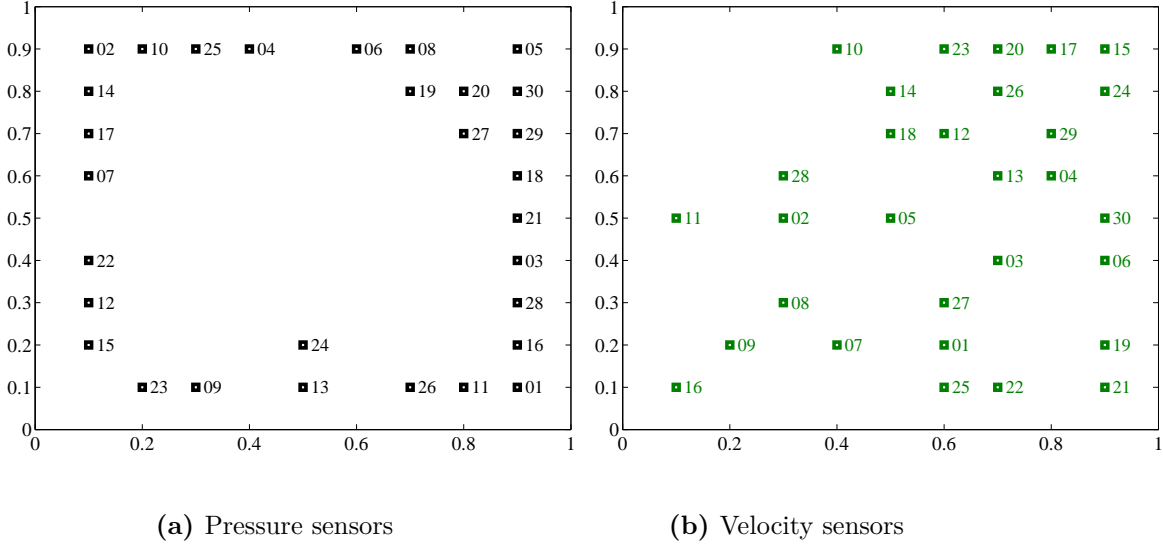 1 1
0.9 02 10 25 04 06 08 05 0.9 10 23 20 17 15
0.8 14 19 20 30 0.8 14 26 24
0.7 17 27 29 0.7 18 12 29
0.6 07 18 0.6 28 13 04
0.5 21 0.5 11 02 05 30
0.4 22 03 0.4 03 06
0.3 12 28 0.3 08 27
0.2 15 24 16 0.2 09 07 01 19
0.1 23 09 13 26 11 01 0.1 16 25 22 21
0 0
0 0.2 0.4 0.6 0.8 1 0 0.2 0.4 0.6 0.8 1
(a) Pressure sensors (b) Velocity sensors